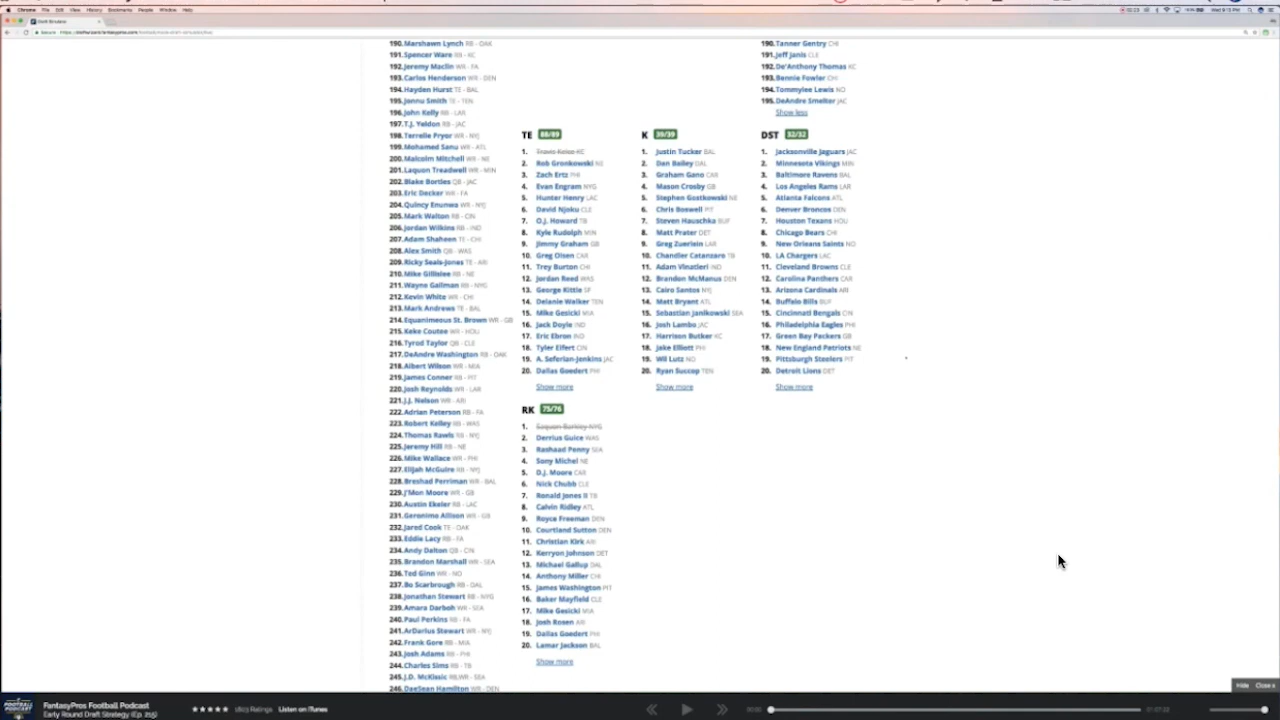 Chrome File Edit View History Bookmarks People Window Help
Wed 9:13 PM
Draft Simulator
Secure
190. Marshawn Lynch RB - OAK
191. Spencer Ware RB - KC
192. Jeremy Maclin WR - FA
193. Carlos Henderson WR - DEN
194. Hayden Hurst TE - BAL
195. Jonnu Smith TE - TEN
196. John Kelly RB - LAR
197. T.J. Yeldon RB - JAC
198. Terrelle Pryor WR - NYJ
199. Mohamed Sanu WR - ATL
200. Malcolm Mitchell WR - NE
201. Laquon Treadwell WR - MIN
202. Blake Bortles QB - JAC
203. Eric Decker WR - FA
204. Quincy Enunwa WR - NYJ
205. Mark Walton RB - CIN
206. Jordan Wilkins RB - IND
207. Adam Shaheen TE - CHI
208. Alex Smith QB - WAS
209. Ricky Seals-Jones TE - ARI
210. Mike Gillislee RB - NE
211. Wayne Gallman RB - NYG
212. Kevin White WR - CHI
213. Mark Andrews TE - BAL
214. Equanimeous St. Brown WR - GB
215. Keke Coutee WR - HOU
216. Tyrod Taylor QB - CLE
217. DeAndre Washington RB - OAK
218. Albert Wilson WR - MIA
219. James Conner RB - PIT
220. Josh Reynolds WR - LAR
221. J.J. Nelson WR - ARI
222. Adrian Peterson RB - FA
223. Robert Kelley RB - WAS
224. Thomas Rawls RB - NYJ
225. Jeremy Hill RB - NE
226. Mike Wallace WR - PHI
227. Elijah McGuire RB - NYJ
228. Breshad Perriman WR - BAL
229. J'Mon Moore WR - GB
230. Austin Ekeler RB - LAC
231. Geronimo Allison WR - GB
232. Jared Cook TE - OAK
233. Eddie Lacy RB - FA
234. Andy Dalton QB - CIN
235. Brandon Marshall WR - SEA
236. Ted Ginn WR - NO
237. Bo Scarbrough RB - DAL
238. Jonathan Stewart RB - NYG
239. Amara Darboh WR - SEA
240. Paul Perkins RB - FA
241. ArDarius Stewart WR - NYJ
242. Frank Gore RB - MIA
243. Josh Adams RB - PHI
244. Charles Sims RB - TB
245. J.D. McKissic RB,WR - SEA
246. DaeSean Hamilton WR - DEN
190. Tanner Gentry CHI
191. Jeff Janis CLE
192. De'Anthony Thomas KC
193. Bennie Fowler CHI
194. Tommylee Lewis NO
195. DeAndre Smelter JAC
Show less
TE 88/89
1. Travis Kelce KC
2. Rob Gronkowski NE
3. Zach Ertz PHI
4. Evan Engram NYG
5. Hunter Henry LAC
6. David Njoku CLE
7. O.J. Howard TB
8. Kyle Rudolph MIN
9. Jimmy Graham GB
10. Greg Olsen CAR
11. Trey Burton CHI
12. Jordan Reed WAS
13. George Kittle SF
14. Delanie Walker TEN
15. Mike Gesicki MIA
16. Jack Doyle IND
17. Eric Ebron IND
18. Tyler Eifert CIN
19. A. Seferian-Jenkins JAC
20. Dallas Goedert PHI
Show more
K 39/39
1. Justin Tucker BAL
2. Dan Bailey DAL
3. Graham Gano CAR
4. Mason Crosby GB
5. Stephen Gostkowski NE
6. Chris Boswell PIT
7. Steven Hauschka BUF
8. Matt Prater DET
9. Greg Zuerlein LAR
10. Chandler Catanzaro TB
11. Adam Vinatieri IND
12. Brandon McManus DEN
13. Cairo Santos NYJ
14. Matt Bryant ATL
15. Sebastian Janikowski SEA
16. Josh Lambo JAC
17. Harrison Butker KC
18. Jake Elliott PHI
19. Wil Lutz NO
20. Ryan Succop TEN
Show more
DST 32/32
1. Jacksonville Jaguars JAC
2. Minnesota Vikings MIN
3. Baltimore Ravens BAL
4. Los Angeles Rams LAR
5. Atlanta Falcons ATL
6. Denver Broncos DEN
7. Houston Texans HOU
8. Chicago Bears CHI
9. New Orleans Saints NO
10. LA Chargers LAC
11. Cleveland Browns CLE
12. Carolina Panthers CAR
13. Arizona Cardinals ARI
14. Buffalo Bills BUF
15. Cincinnati Bengals CIN
16. Philadelphia Eagles PHI
17. Green Bay Packers GB
18. New England Patriots NE
19. Pittsburgh Steelers PIT
20. Detroit Lions DET
Show more
RK 75/76
1. Saquon Barkley NYG
2. Derrius Guice WAS
3. Rashaad Penny SEA
4. Sony Michel NE
5. D.J. Moore CAR
6. Nick Chubb CLE
7. Ronald Jones II TB
8. Calvin Ridley ATL
9. Royce Freeman DEN
10. Courtland Sutton DEN
11. Christian Kirk ARI
12. Kerryon Johnson DET
13. Michael Gallup DAL
14. Anthony Miller CHI
15. James Washington PIT
16. Baker Mayfield CLE
17. Mike Gesicki MIA
18. Josh Rosen ARI
19. Dallas Goedert PHI
20. Lamar Jackson BAL
Show more
Hide Close x
FOOTBALL PODCAST
FantasyPros Football Podcast
Early Round Draft Strategy (Ep. 215)
Ratings Listen on iTunes
00:00